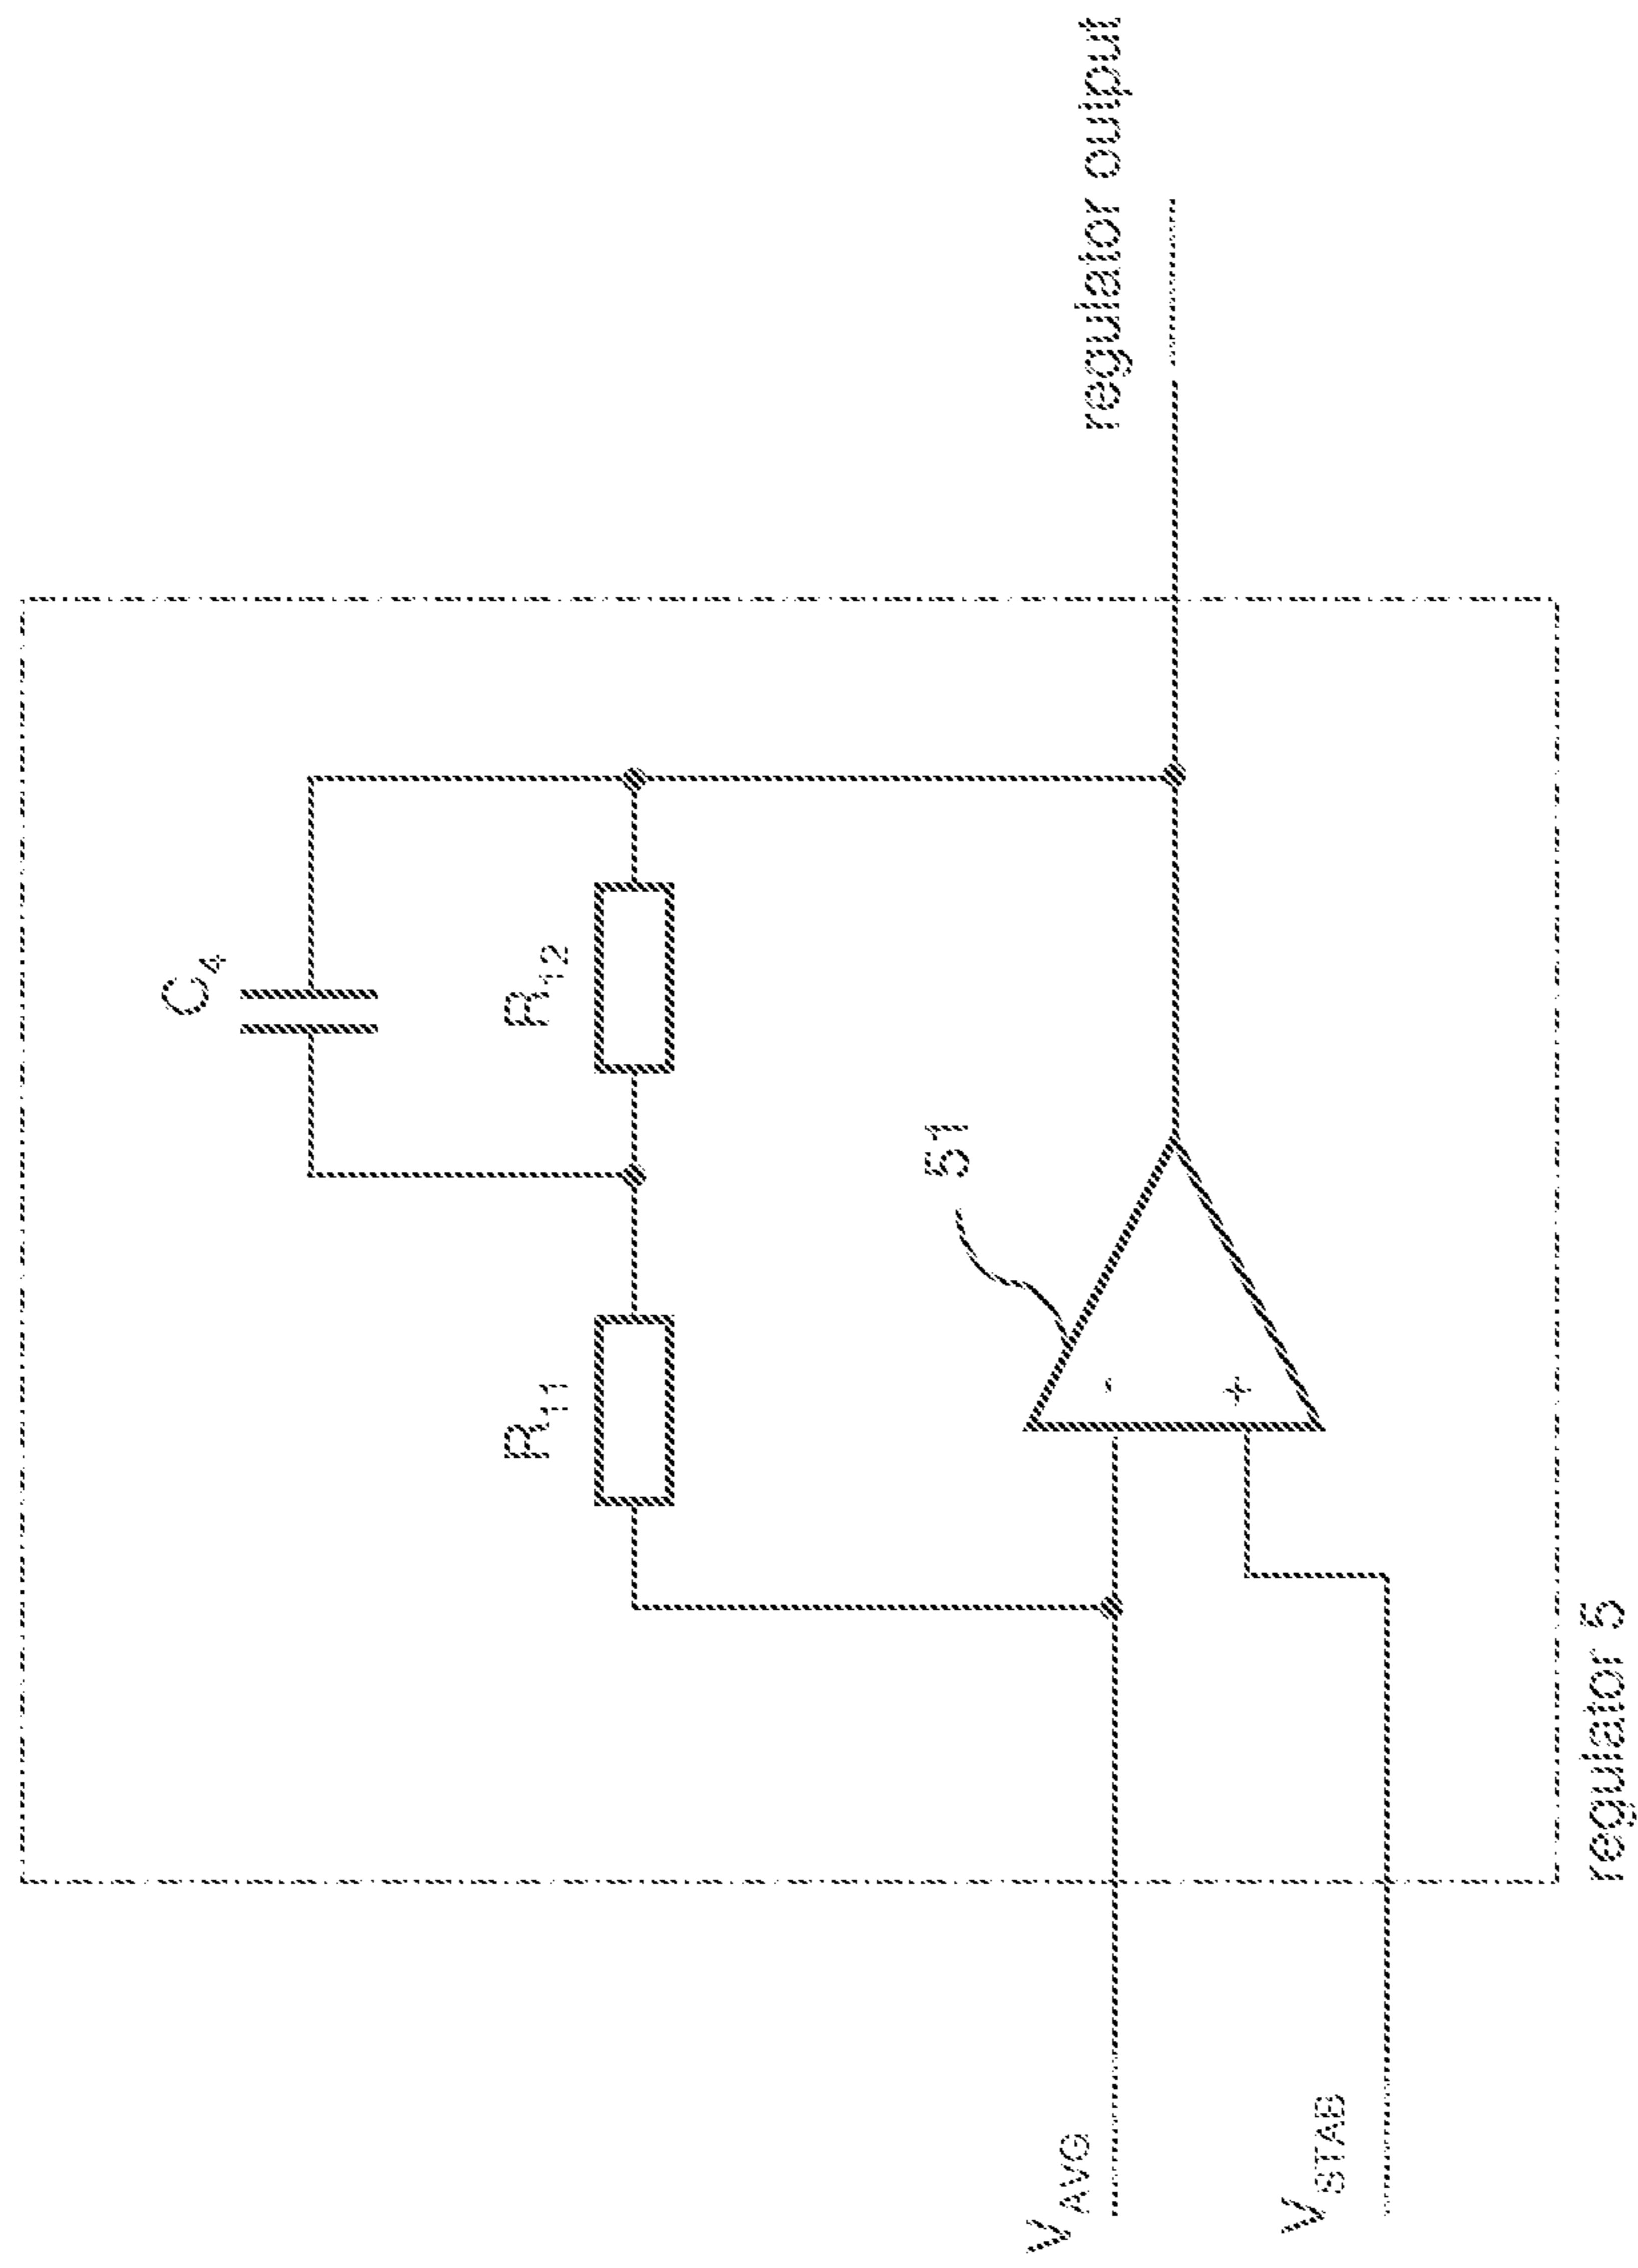 C4
R11
R12
51
-
+
VAVG
VSTAB
regulator output
regulator 5